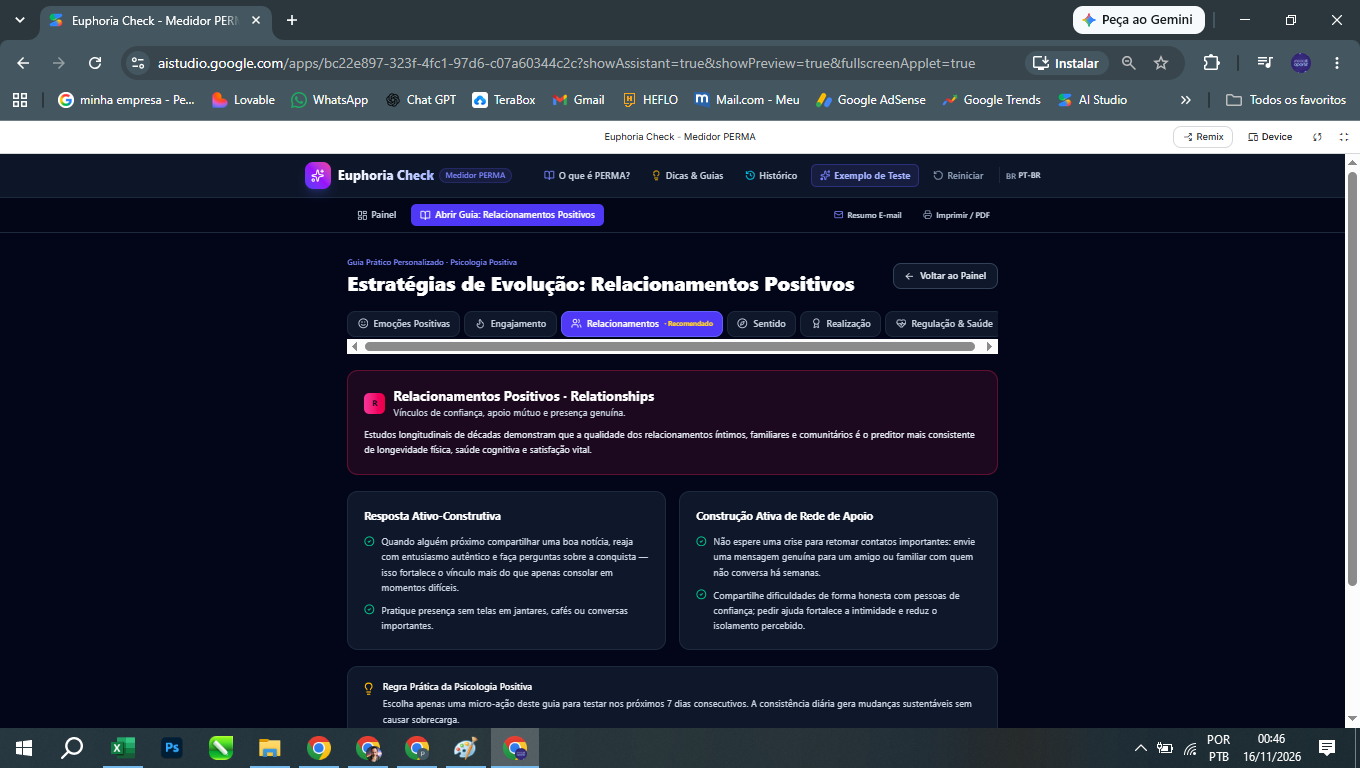 Euphoria Check - Medidor PER
Peça ao Gemini
aistudio.google.com/apps/bc22e897-323f-4fc1-97d6-c07a60344c2c?showAssistant=true&showPreview=true&fullscreenApplet=true
Instalar
minha empresa - Pe...
Lovable
WhatsApp
Chat GPT
TeraBox
Gmail
HEFLO
Mail.com - Meu
Google AdSense
Google Trends
AI Studio
»
Todos os favoritos
Euphoria Check - Medidor PERMA
Remix
Device
Euphoria Check
Medidor PERMA
O que é PERMA?
Dicas & Guias
Histórico
Exemplo de Teste
Reiniciar
BR PT-BR
Painel
Abrir Guia: Relacionamentos Positivos
Resumo E-mail
Imprimir / PDF
Guia Prático Personalizado · Psicologia Positiva
Estratégias de Evolução: Relacionamentos Positivos
Voltar ao Painel
Emoções Positivas
Engajamento
Relacionamentos · Recomendado
Sentido
Realização
Regulação & Saúde
R
Relacionamentos Positivos · Relationships
Vínculos de confiança, apoio mútuo e presença genuína.
Estudos longitudinais de décadas demonstram que a qualidade dos relacionamentos íntimos, familiares e comunitários é o preditor mais consistente
de longevidade física, saúde cognitiva e satisfação vital.
Resposta Ativo-Construtiva
Quando alguém próximo compartilhar uma boa notícia, reaja
com entusiasmo autêntico e faça perguntas sobre a conquista —
isso fortalece o vínculo mais do que apenas consolar em
momentos difíceis.
Pratique presença sem telas em jantares, cafés ou conversas
importantes.
Construção Ativa de Rede de Apoio
Não espere uma crise para retomar contatos importantes: envie
uma mensagem genuína para um amigo ou familiar com quem
não conversa há semanas.
Compartilhe dificuldades de forma honesta com pessoas de
confiança; pedir ajuda fortalece a intimidade e reduz o
isolamento percebido.
Regra Prática da Psicologia Positiva
Escolha apenas uma micro-ação deste guia para testar nos próximos 7 dias consecutivos. A consistência diária gera mudanças sustentáveis sem
causar sobrecarga.
Ps
POR
PTB
00:46
16/11/2026